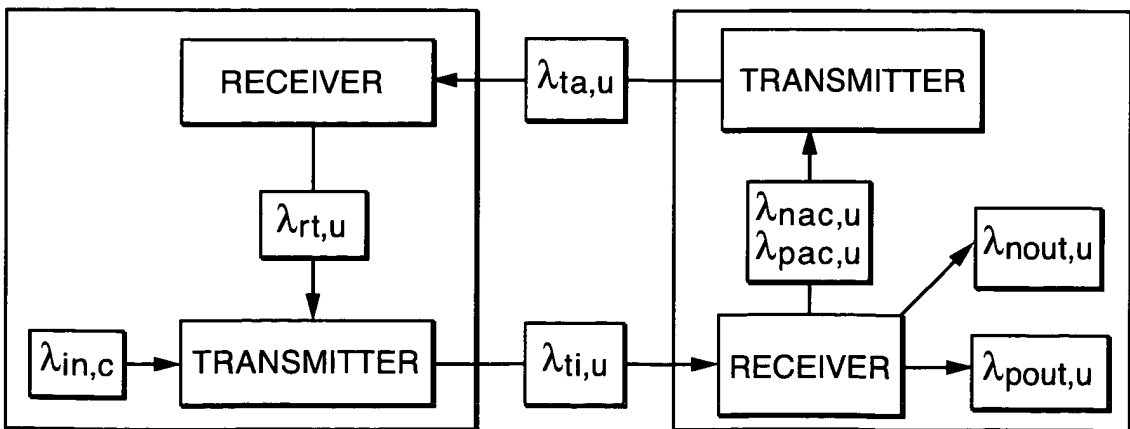 RECEIVER
λta,u
TRANSMITTER
λrt,u
λnac,u
λpac,u
λnout,u
λin,c
TRANSMITTER
λti,u
RECEIVER
λpout,u